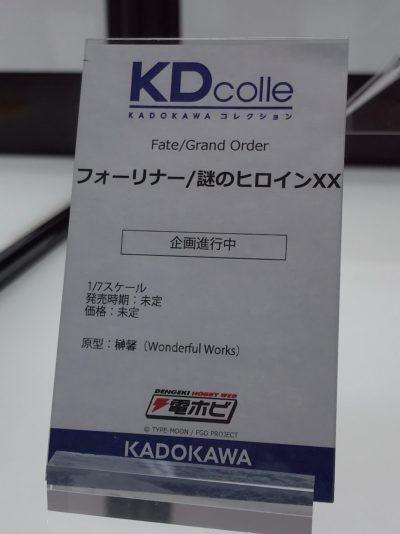 KDcolle
KADOKAWA コレクション
Fate/Grand Order
フォーリナー/謎のヒロインXX
企画進行中
1/7スケール
発売時期：未定
価格：未定
原型：榊馨（Wonderful Works）
DENGEKI HOBBY WEB
電ホビ
© TYPE-MOON / FGO PROJECT
KADOKAWA